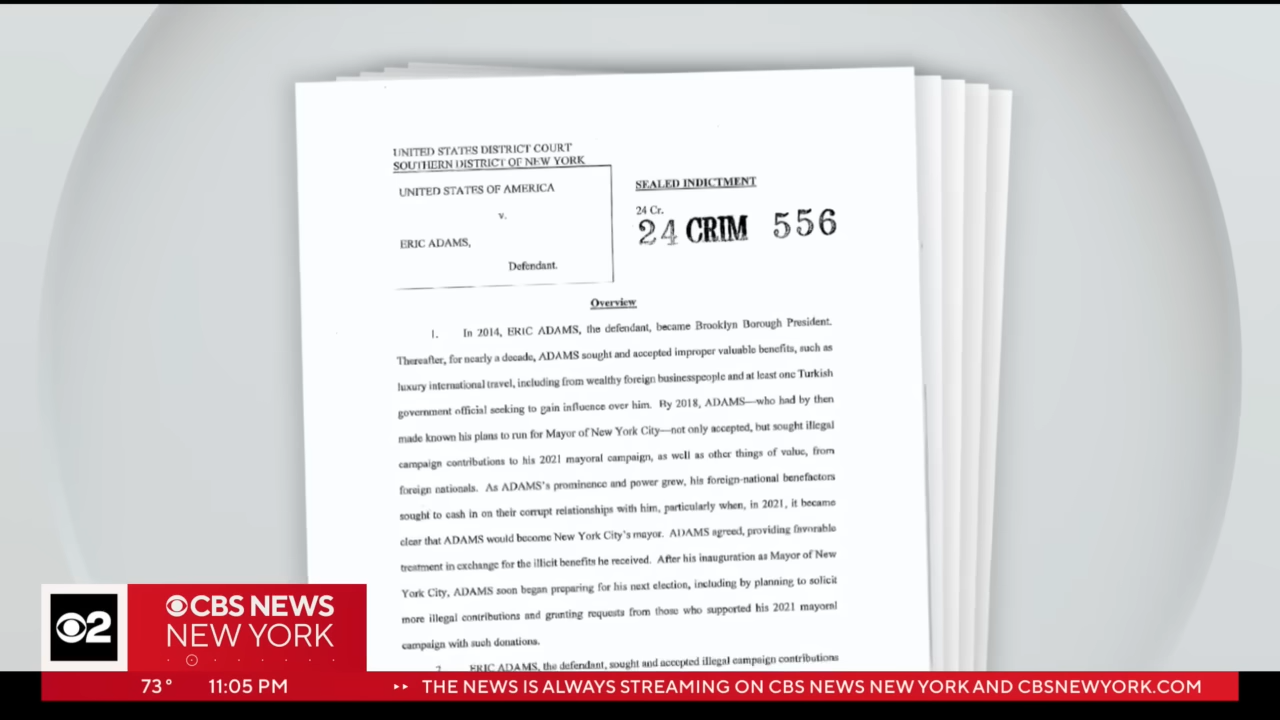 UNITED STATES DISTRICT COURT
SOUTHERN DISTRICT OF NEW YORK
UNITED STATES OF AMERICA
v.
ERIC ADAMS,
Defendant.
SEALED INDICTMENT
24 Cr.
24 CRIM 556
Overview
1. In 2014, ERIC ADAMS, the defendant, became Brooklyn Borough President.
Thereafter, for nearly a decade, ADAMS sought and accepted improper valuable benefits, such as
luxury international travel, including from wealthy foreign businesspeople and at least one Turkish
government official seeking to gain influence over him. By 2018, ADAMS—who had by then
made known his plans to run for Mayor of New York City—not only accepted, but sought illegal
campaign contributions to his 2021 mayoral campaign, as well as other things of value, from
foreign nationals. As ADAMS's prominence and power grew, his foreign-national benefactors
sought to cash in on their corrupt relationships with him, particularly when, in 2021, it became
clear that ADAMS would become New York City's mayor. ADAMS agreed, providing favorable
treatment in exchange for the illicit benefits he received. After his inauguration as Mayor of New
York City, ADAMS soon began preparing for his next election, including by planning to solicit
more illegal contributions and granting requests from those who supported his 2021 mayoral
campaign with such donations.
2. ERIC ADAMS, the defendant, sought and accepted illegal campaign contributions
2
CBS NEWS
NEW YORK
73° 11:05 PM THE NEWS IS ALWAYS STREAMING ON CBS NEWS NEW YORK AND CBSNEWYORK.COM